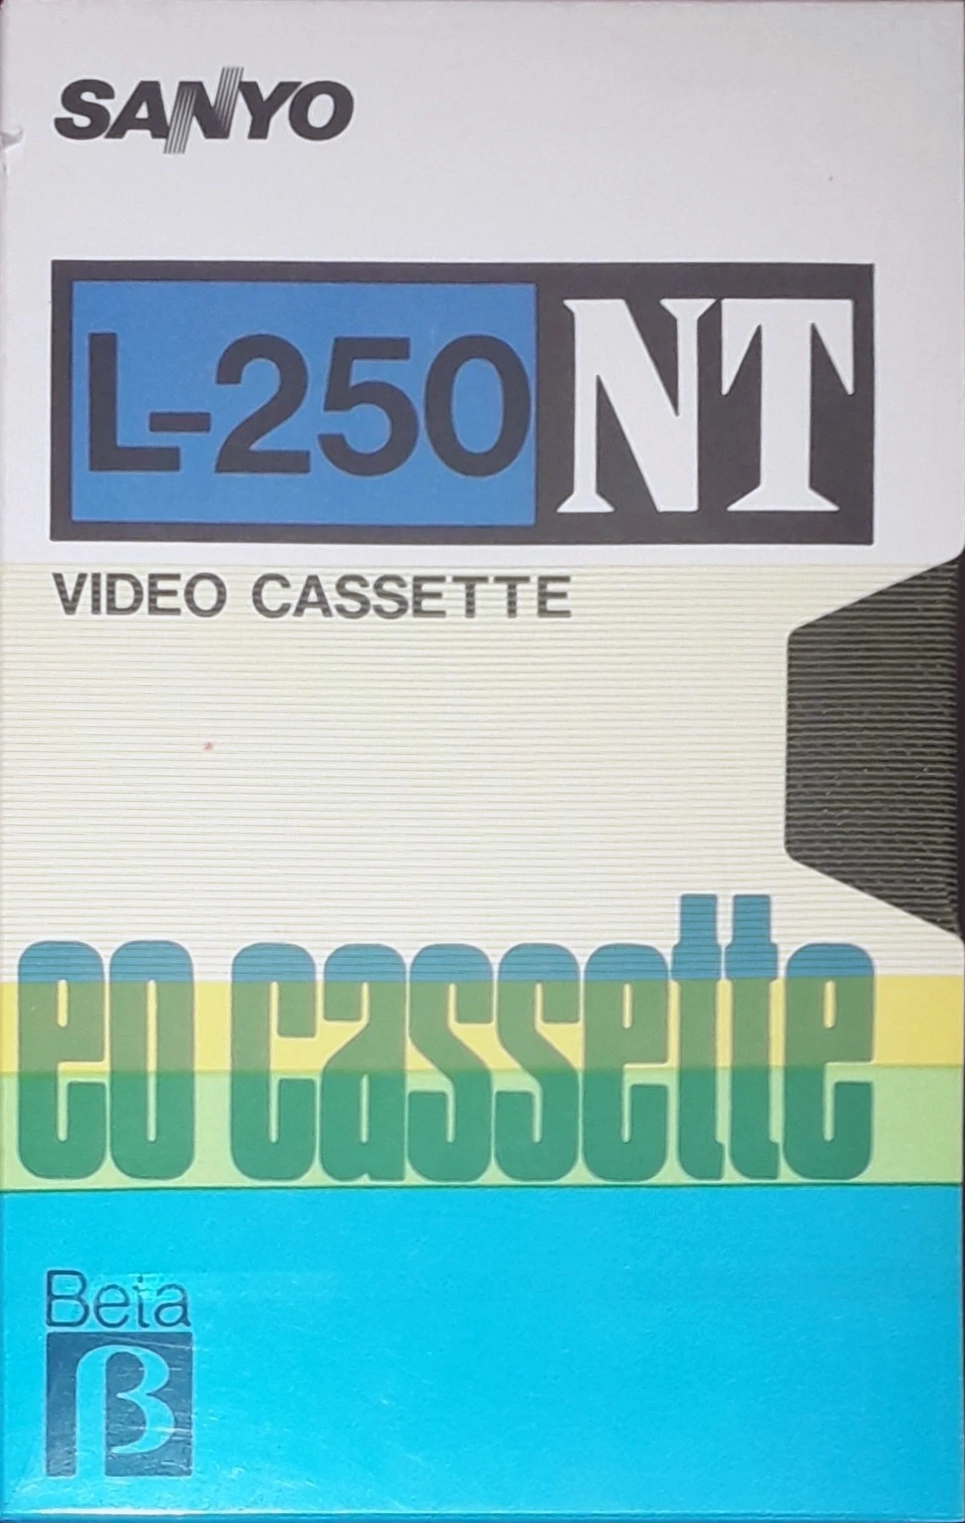 SANYO
L-250 NT
VIDEO CASSETTE
eo cassette
Beta
β